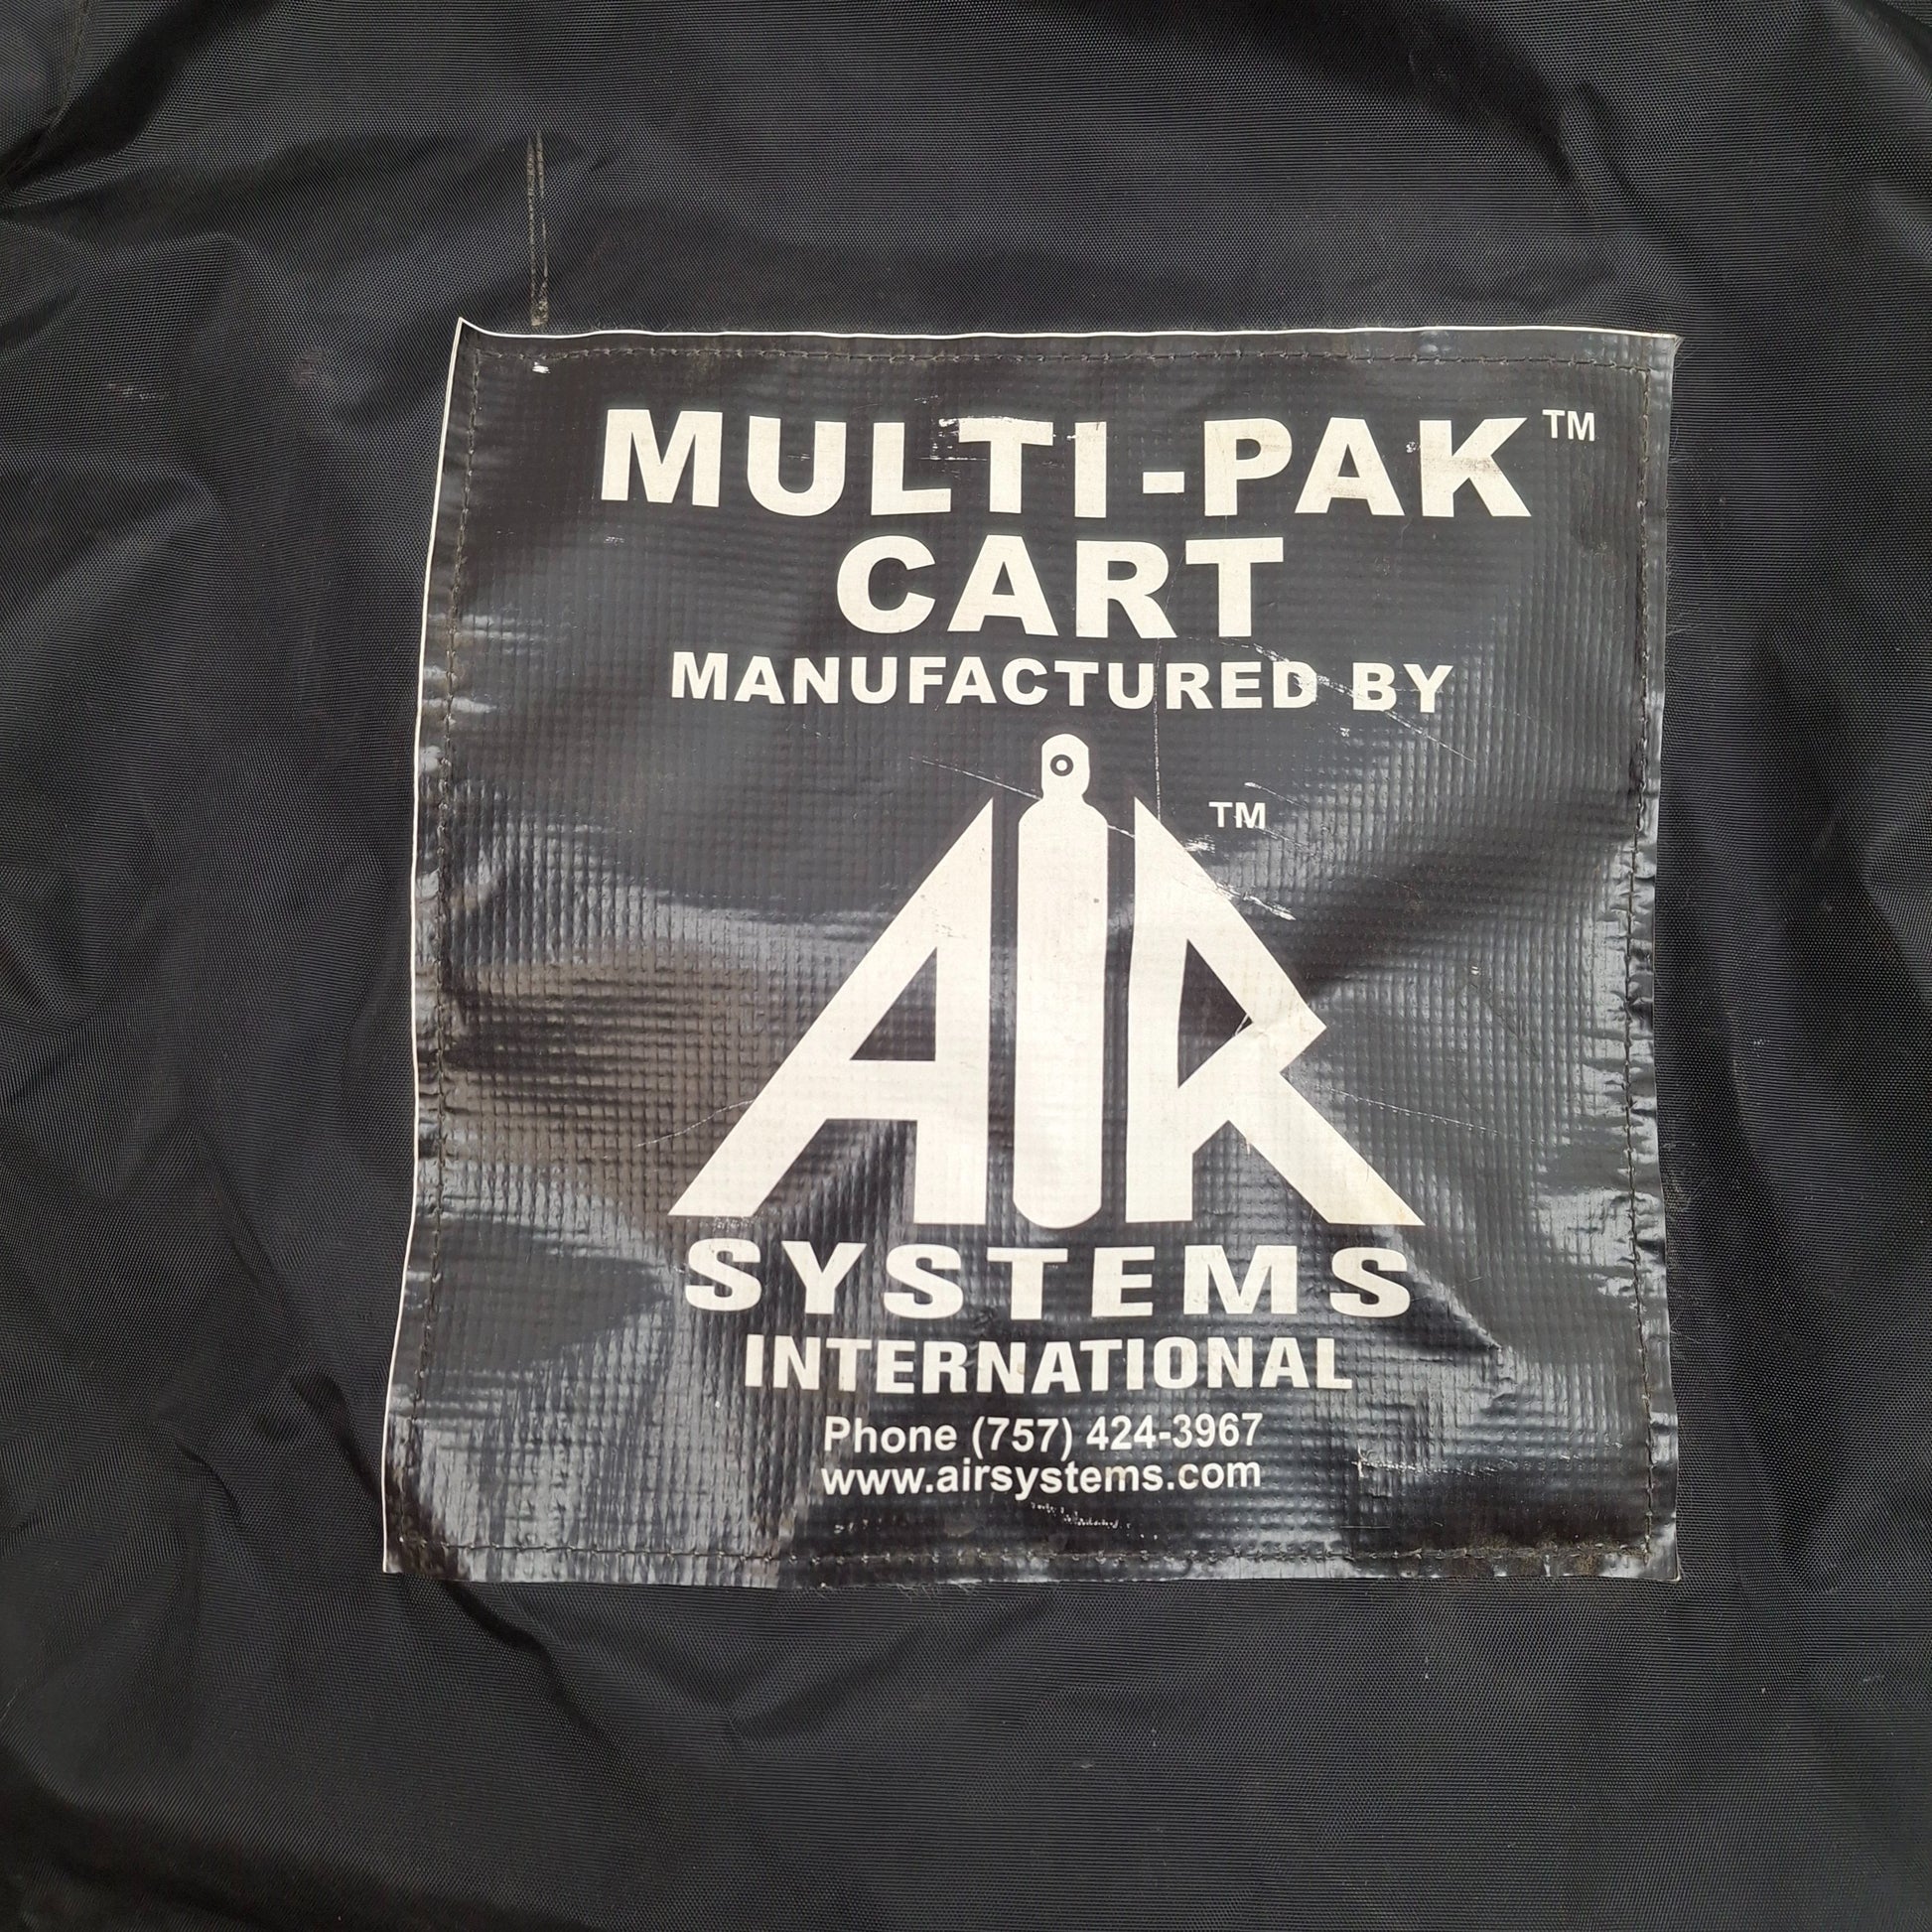 MULTI-PAK™
CART
MANUFACTURED BY
AIR™
SYSTEMS
INTERNATIONAL
Phone (757) 424-3967
www.airsystems.com